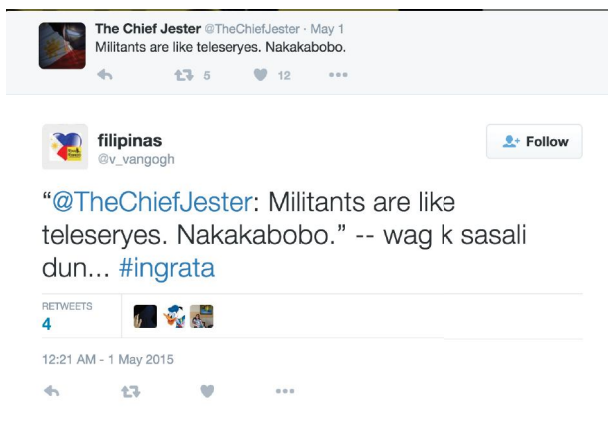 The Chief Jester @TheChiefJester · May 1
Militants are like teleseryes. Nakakabobo.
5 12
filipinas
@v_vangogh
Follow
“@TheChiefJester: Militants are like
teleseryes. Nakakabobo.” -- wag k sasali
dun... #ingrata
RETWEETS
4
12:21 AM - 1 May 2015